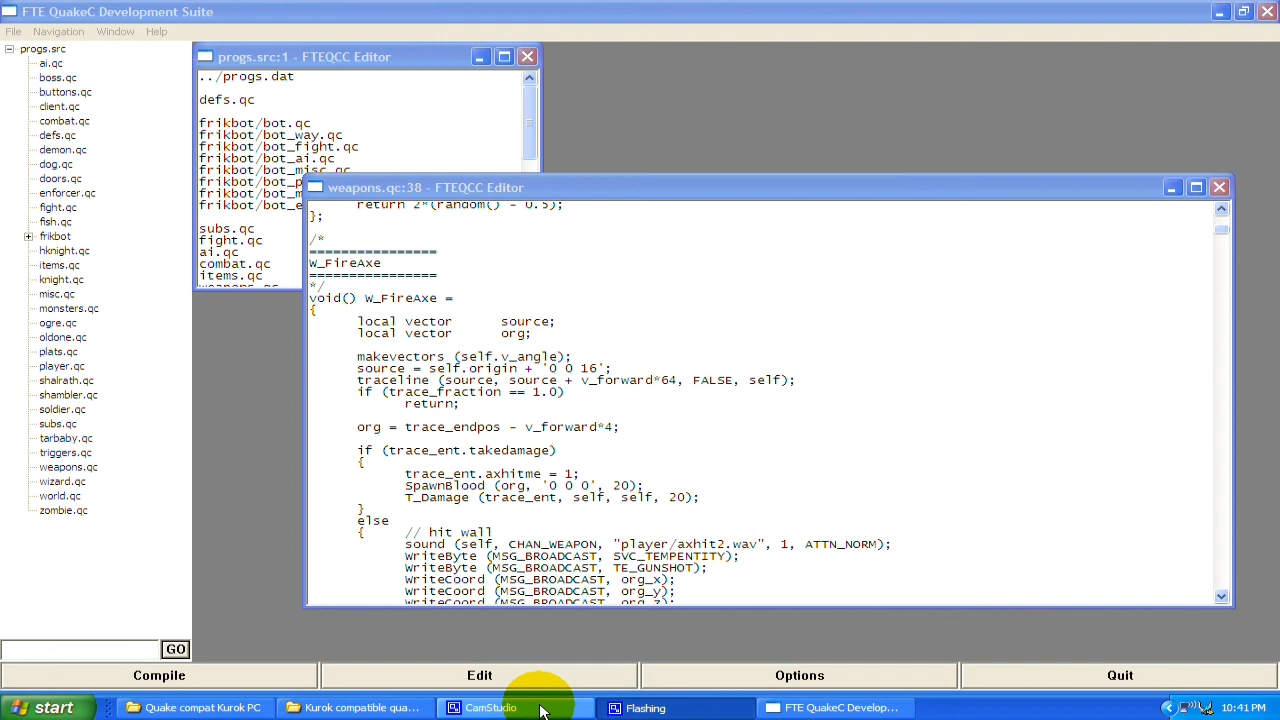 FTE QuakeC Development Suite
File Navigation Window Help
progs.src
ai.qc
boss.qc
buttons.qc
client.qc
combat.qc
defs.qc
demon.qc
dog.qc
doors.qc
enforcer.qc
fight.qc
fish.qc
frikbot
hknight.qc
items.qc
knight.qc
misc.qc
monsters.qc
ogre.qc
oldone.qc
plats.qc
player.qc
shalrath.qc
shambler.qc
soldier.qc
subs.qc
tarbaby.qc
triggers.qc
weapons.qc
wizard.qc
world.qc
zombie.qc
GO
progs.src:1 - FTEQCC Editor
../progs.dat
defs.qc
frikbot/bot.qc
frikbot/bot_way.qc
frikbot/bot_fight.qc
frikbot/bot_ai.qc
frikbot/bot_misc.qc
frikbot/bot_p
frikbot/bot_m
frikbot/bot_e
subs.qc
fight.qc
ai.qc
combat.qc
items.qc
weapons.qc
weapons.qc:38 - FTEQCC Editor
return 2*(random() - 0.5);
};
/*
================
W_FireAxe
================
*/
void() W_FireAxe =
{
local vector source;
local vector org;
makevectors (self.v_angle);
source = self.origin + '0 0 16';
traceline (source, source + v_forward*64, FALSE, self);
if (trace_fraction == 1.0)
return;
org = trace_endpos - v_forward*4;
if (trace_ent.takedamage)
{
trace_ent.axhitme = 1;
SpawnBlood (org, '0 0 0', 20);
T_Damage (trace_ent, self, self, 20);
}
else
{ // hit wall
sound (self, CHAN_WEAPON, "player/axhit2.wav", 1, ATTN_NORM);
WriteByte (MSG_BROADCAST, SVC_TEMPENTITY);
WriteByte (MSG_BROADCAST, TE_GUNSHOT);
WriteCoord (MSG_BROADCAST, org_x);
WriteCoord (MSG_BROADCAST, org_y);
WriteCoord (MSG_BROADCAST, org_z);
Compile Edit Options Quit
start Quake compat Kurok PC Kurok compatible qua... CamStudio Flashing FTE QuakeC Develop... 10:41 PM